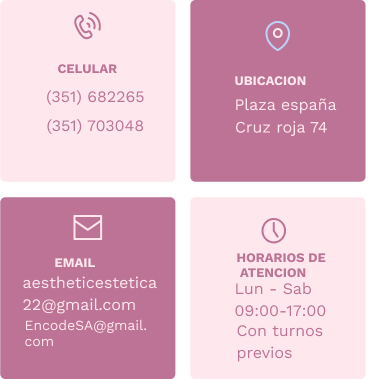 CELULAR
(351) 682265
(351) 703048
UBICACION
Plaza españa
Cruz roja 74
EMAIL
aestheticestetica
22@gmail.com
EncodeSA@gmail.
com
HORARIOS DE
ATENCION
Lun - Sab
09:00-17:00
Con turnos
previos